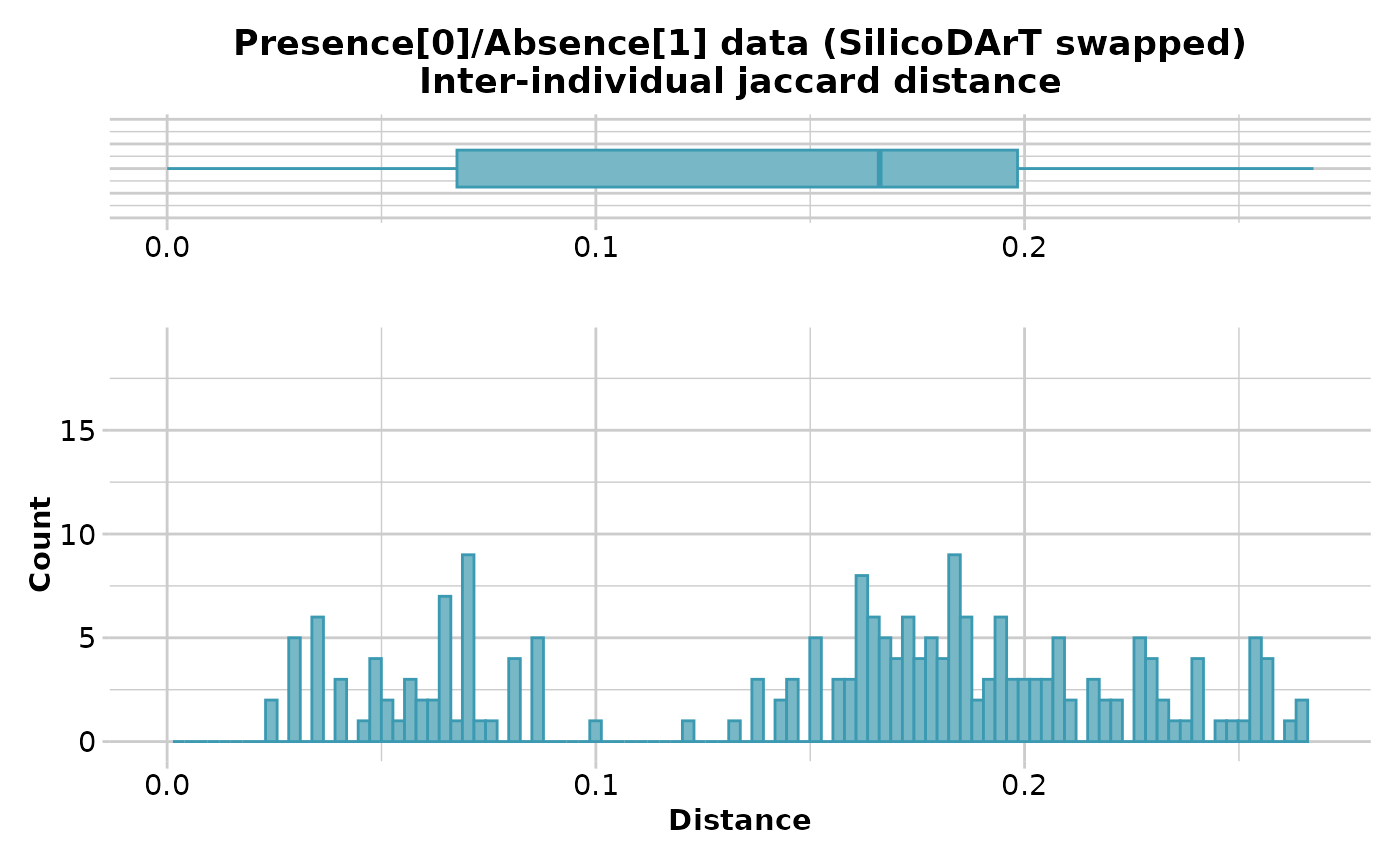 Presence[0]/Absence[1] data (SilicoDArT swapped)
Inter-individual jaccard distance
0.0 0.1 0.2
15
10
5
0
Count
0.0 0.1 0.2
Distance